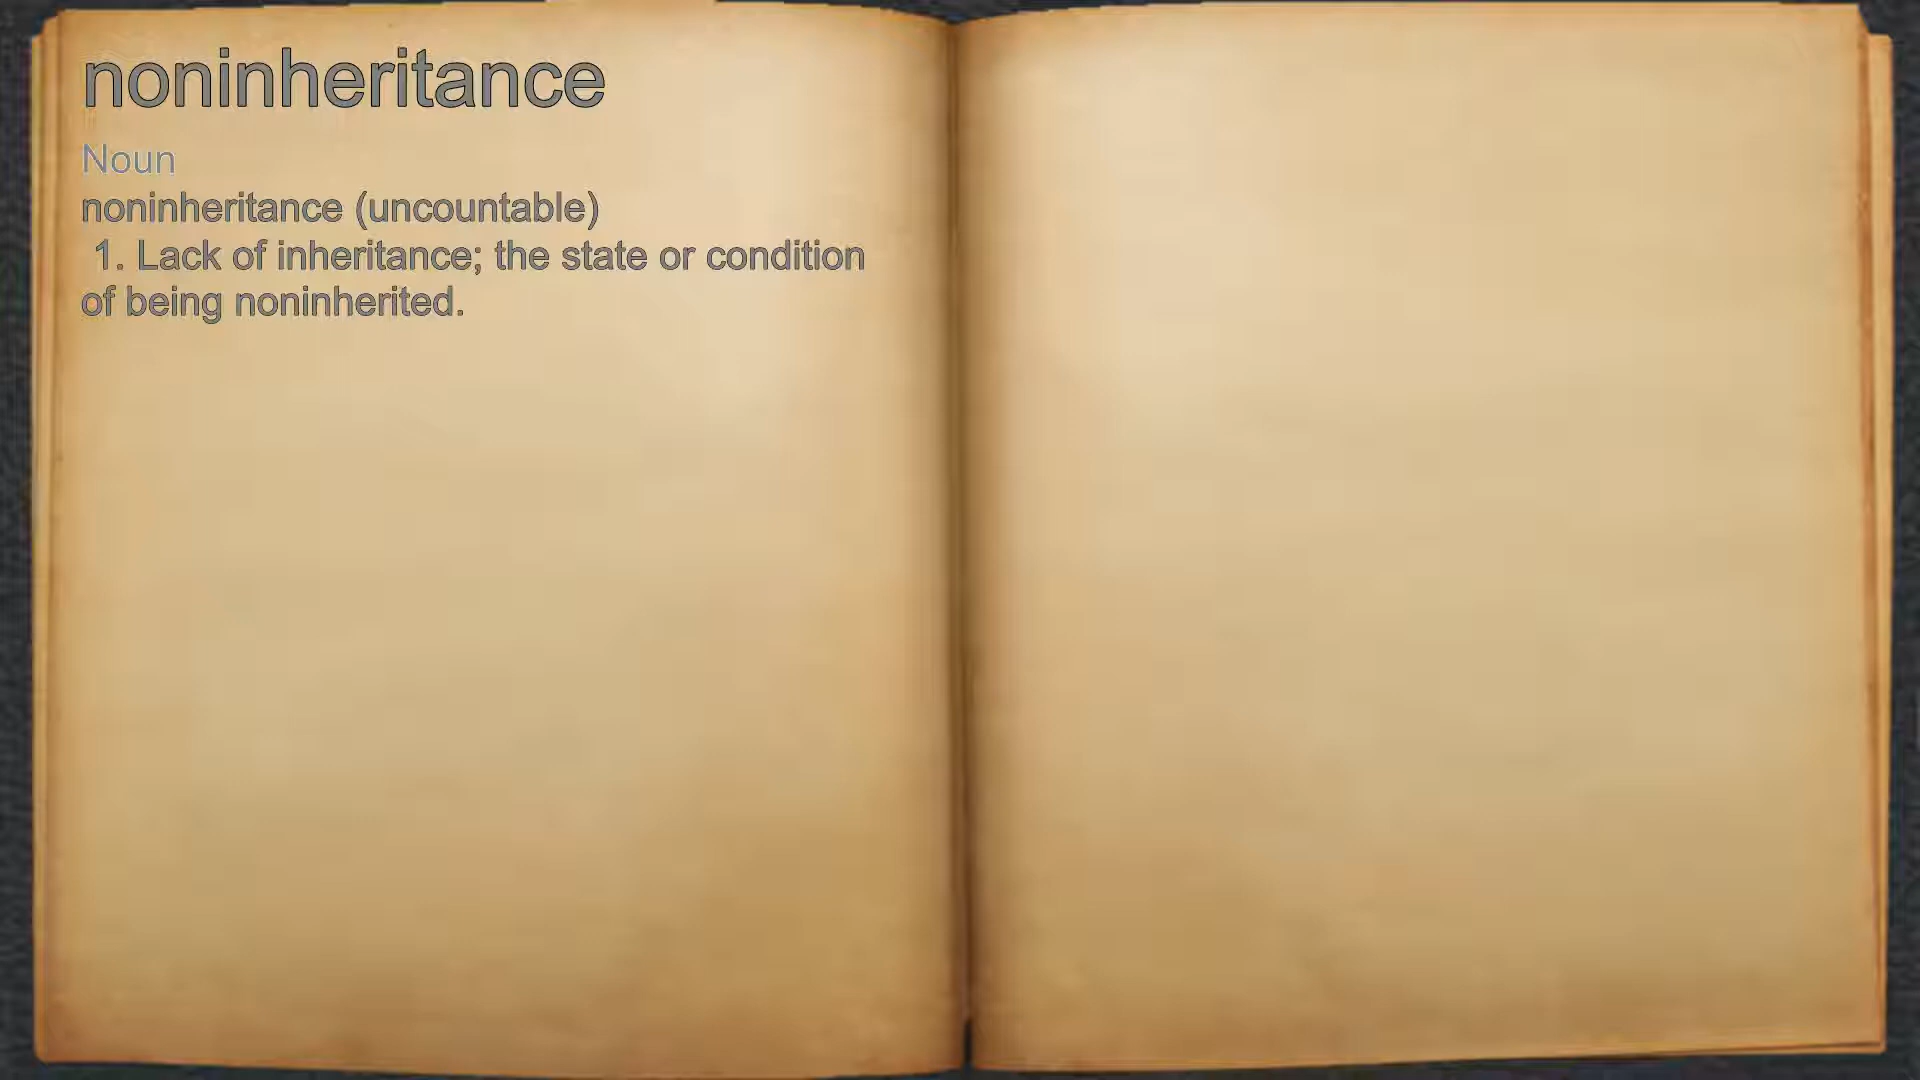 noninheritance
Noun
noninheritance (uncountable)
1. Lack of inheritance; the state or condition
of being noninherited.